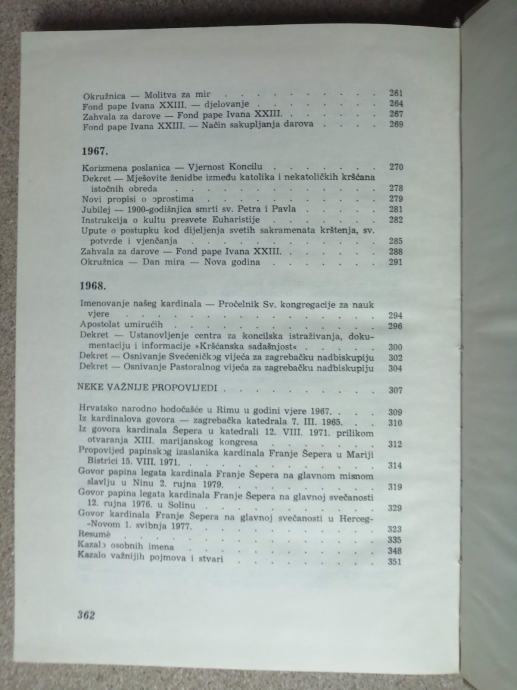 Okružnica — Molitva za mir . . . . . . . . 261
Fond pape Ivana XXIII. — djelovanje . . . . . . 264
Zahvala za darove — Fond pape Ivana XXIII. . . . . 267
Fond pape Ivana XXIII. — Način sakupljanja darova . . . 269
1967.
Korizmena poslanica — Vjernost Koncilu . . . . . . 270
Dekret — Mješovite ženidbe između katolika i nekatoličkih kršćana
istočnih obreda . . . . . . . . . 278
Novi propisi o oprostima . . . . . . . . 279
Jubilej — 1900-godišnjica smrti sv. Petra i Pavla . . . . 281
Instrukcija o kultu presvete Euharistije . . . . . . 282
Upute o postupku kod dijeljenja svetih sakramenata krštenja, sv.
potvrde i vjenčanja . . . . . . . . 285
Zahvala za darove — Fond pape Ivana XXIII. . . . . 288
Okružnica — Dan mira — Nova godina . . . . . . 291
1968.
Imenovanje našeg kardinala — Pročelnik Sv. kongregacije za nauk
vjere . . . . . . . . . . . 294
Apostolat umirućih . . . . . . . . . 296
Dekret — Ustanovljenje centra za koncilska istraživanja, doku-
mentaciju i informacije »Kršćanska sadašnjost« . . . . 300
Dekret — Osnivanje Svećeničkog vijeća za zagrebačku nadbiskupiju 302
Dekret — Osnivanje Pastoralnog vijeća za zagrebačku nadbiskupiju 304
NEKE VAŽNIJE PROPOVIJEDI . . . . . . . 307
Hrvatsko narodno hodočašće u Rimu u godini vjere 1967. . . . 309
Iz kardinalova govora — zagrebačka katedrala 7. III. 1965. . . 310
Iz govora kardinala Šepera u katedrali 12. VIII. 1971. prilikom
otvaranja XIII. marijanskog kongresa . . . . . . 312
Propovijed papinskog izaslanika kardinala Franje Šepera u Mariji
Bistrici 15. VIII. 1971. . . . . . . . . 314
Govor papina legata kardinala Franje Šepera na glavnom misnom
slavlju u Ninu 2. rujna 1979. . . . . . . . 319
Govor papina legata kardinala Franje Šepera na glavnoj svečanosti
12. rujna 1976. u Solinu . . . . . . . . 329
Govor kardinala Franje Šepera na glavnoj svečanosti u Herceg-
-Novom 1. svibnja 1977. . . . . . . . . 323
Resumè . . . . . . . . . . . 335
Kazalo osobnih imena . . . . . . . . . 348
Kazalo važnijih pojmova i stvari . . . . . . . 351
362